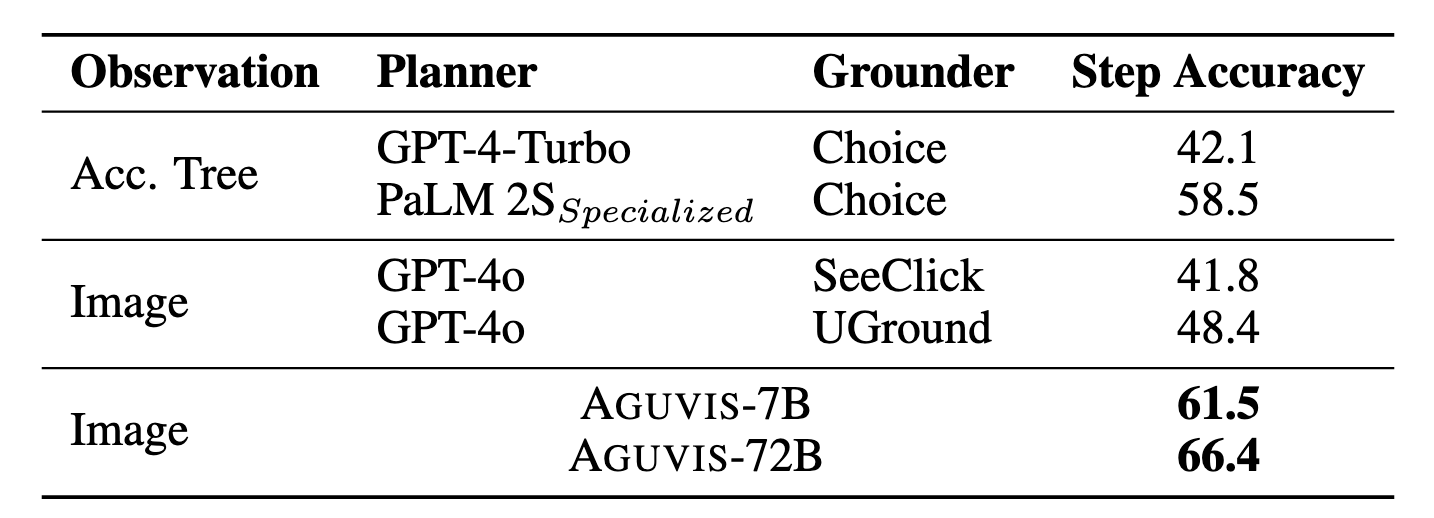 Observation Planner Grounder Step Accuracy
Acc. Tree
GPT-4-Turbo Choice 42.1
PaLM 2S Specialized Choice 58.5
Image
GPT-4o SeeClick 41.8
GPT-4o UGround 48.4
Image
AGUVIS-7B 61.5
AGUVIS-72B 66.4